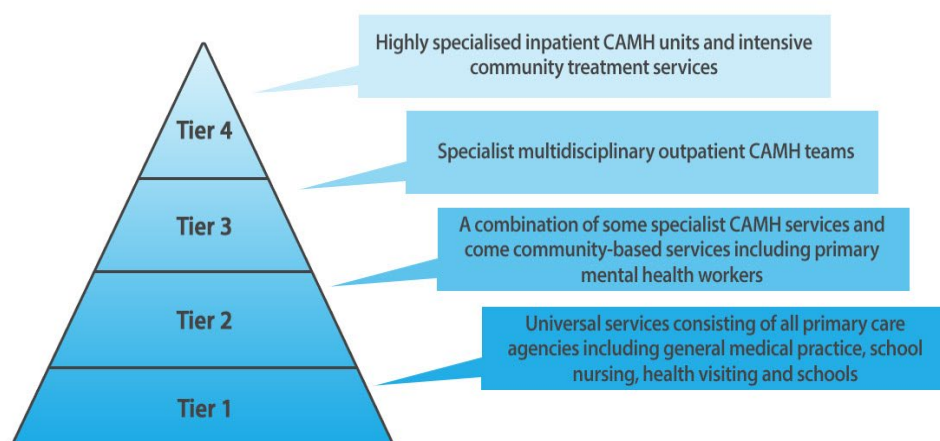 Highly specialised inpatient CAMH units and intensive
community treatment services
Tier 4
Specialist multidisciplinary outpatient CAMH teams
Tier 3
A combination of some specialist CAMH services and
come community-based services including primary
mental health workers
Tier 2
Universal services consisting of all primary care
agencies including general medical practice, school
nursing, health visiting and schools
Tier 1